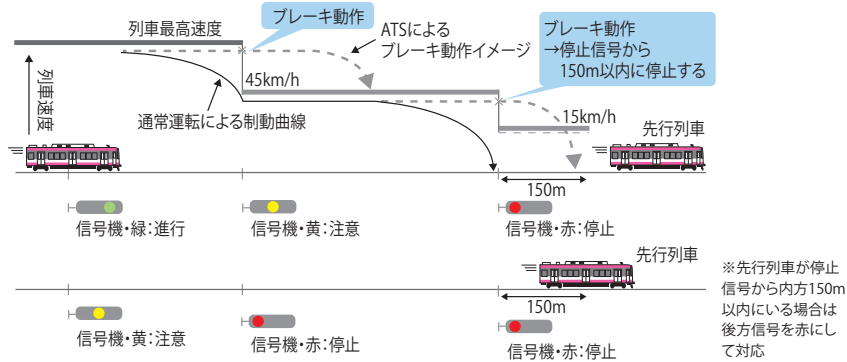 列車最高速度
ブレーキ動作
ATSによる
ブレーキ動作イメージ
ブレーキ動作
→停止信号から
150m以内に停止する
列車速度
45km/h
通常運転による制動曲線
15km/h
先行列車
150m
信号機・緑：進行
信号機・黄：注意
信号機・赤：停止
先行列車
150m
信号機・黄：注意
信号機・赤：停止
信号機・赤：停止
※先行列車が停止
信号から内方150m
以内にいる場合は
後方信号を赤にし
て対応